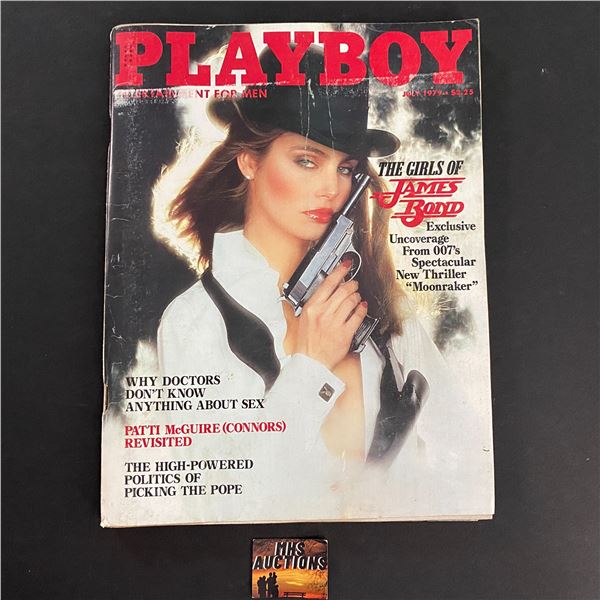 PLAYBOY
ENTERTAINMENT FOR MEN
JULY 1979 • $2.25
THE GIRLS OF
JAMES
BOND
Exclusive
Uncoverage
From 007's
Spectacular
New Thriller
“Moonraker”
WHY DOCTORS
DON'T KNOW
ANYTHING ABOUT SEX
PATTI McGUIRE (CONNORS)
REVISITED
THE HIGH-POWERED
POLITICS OF
PICKING THE POPE
MHS
AUCTIONS